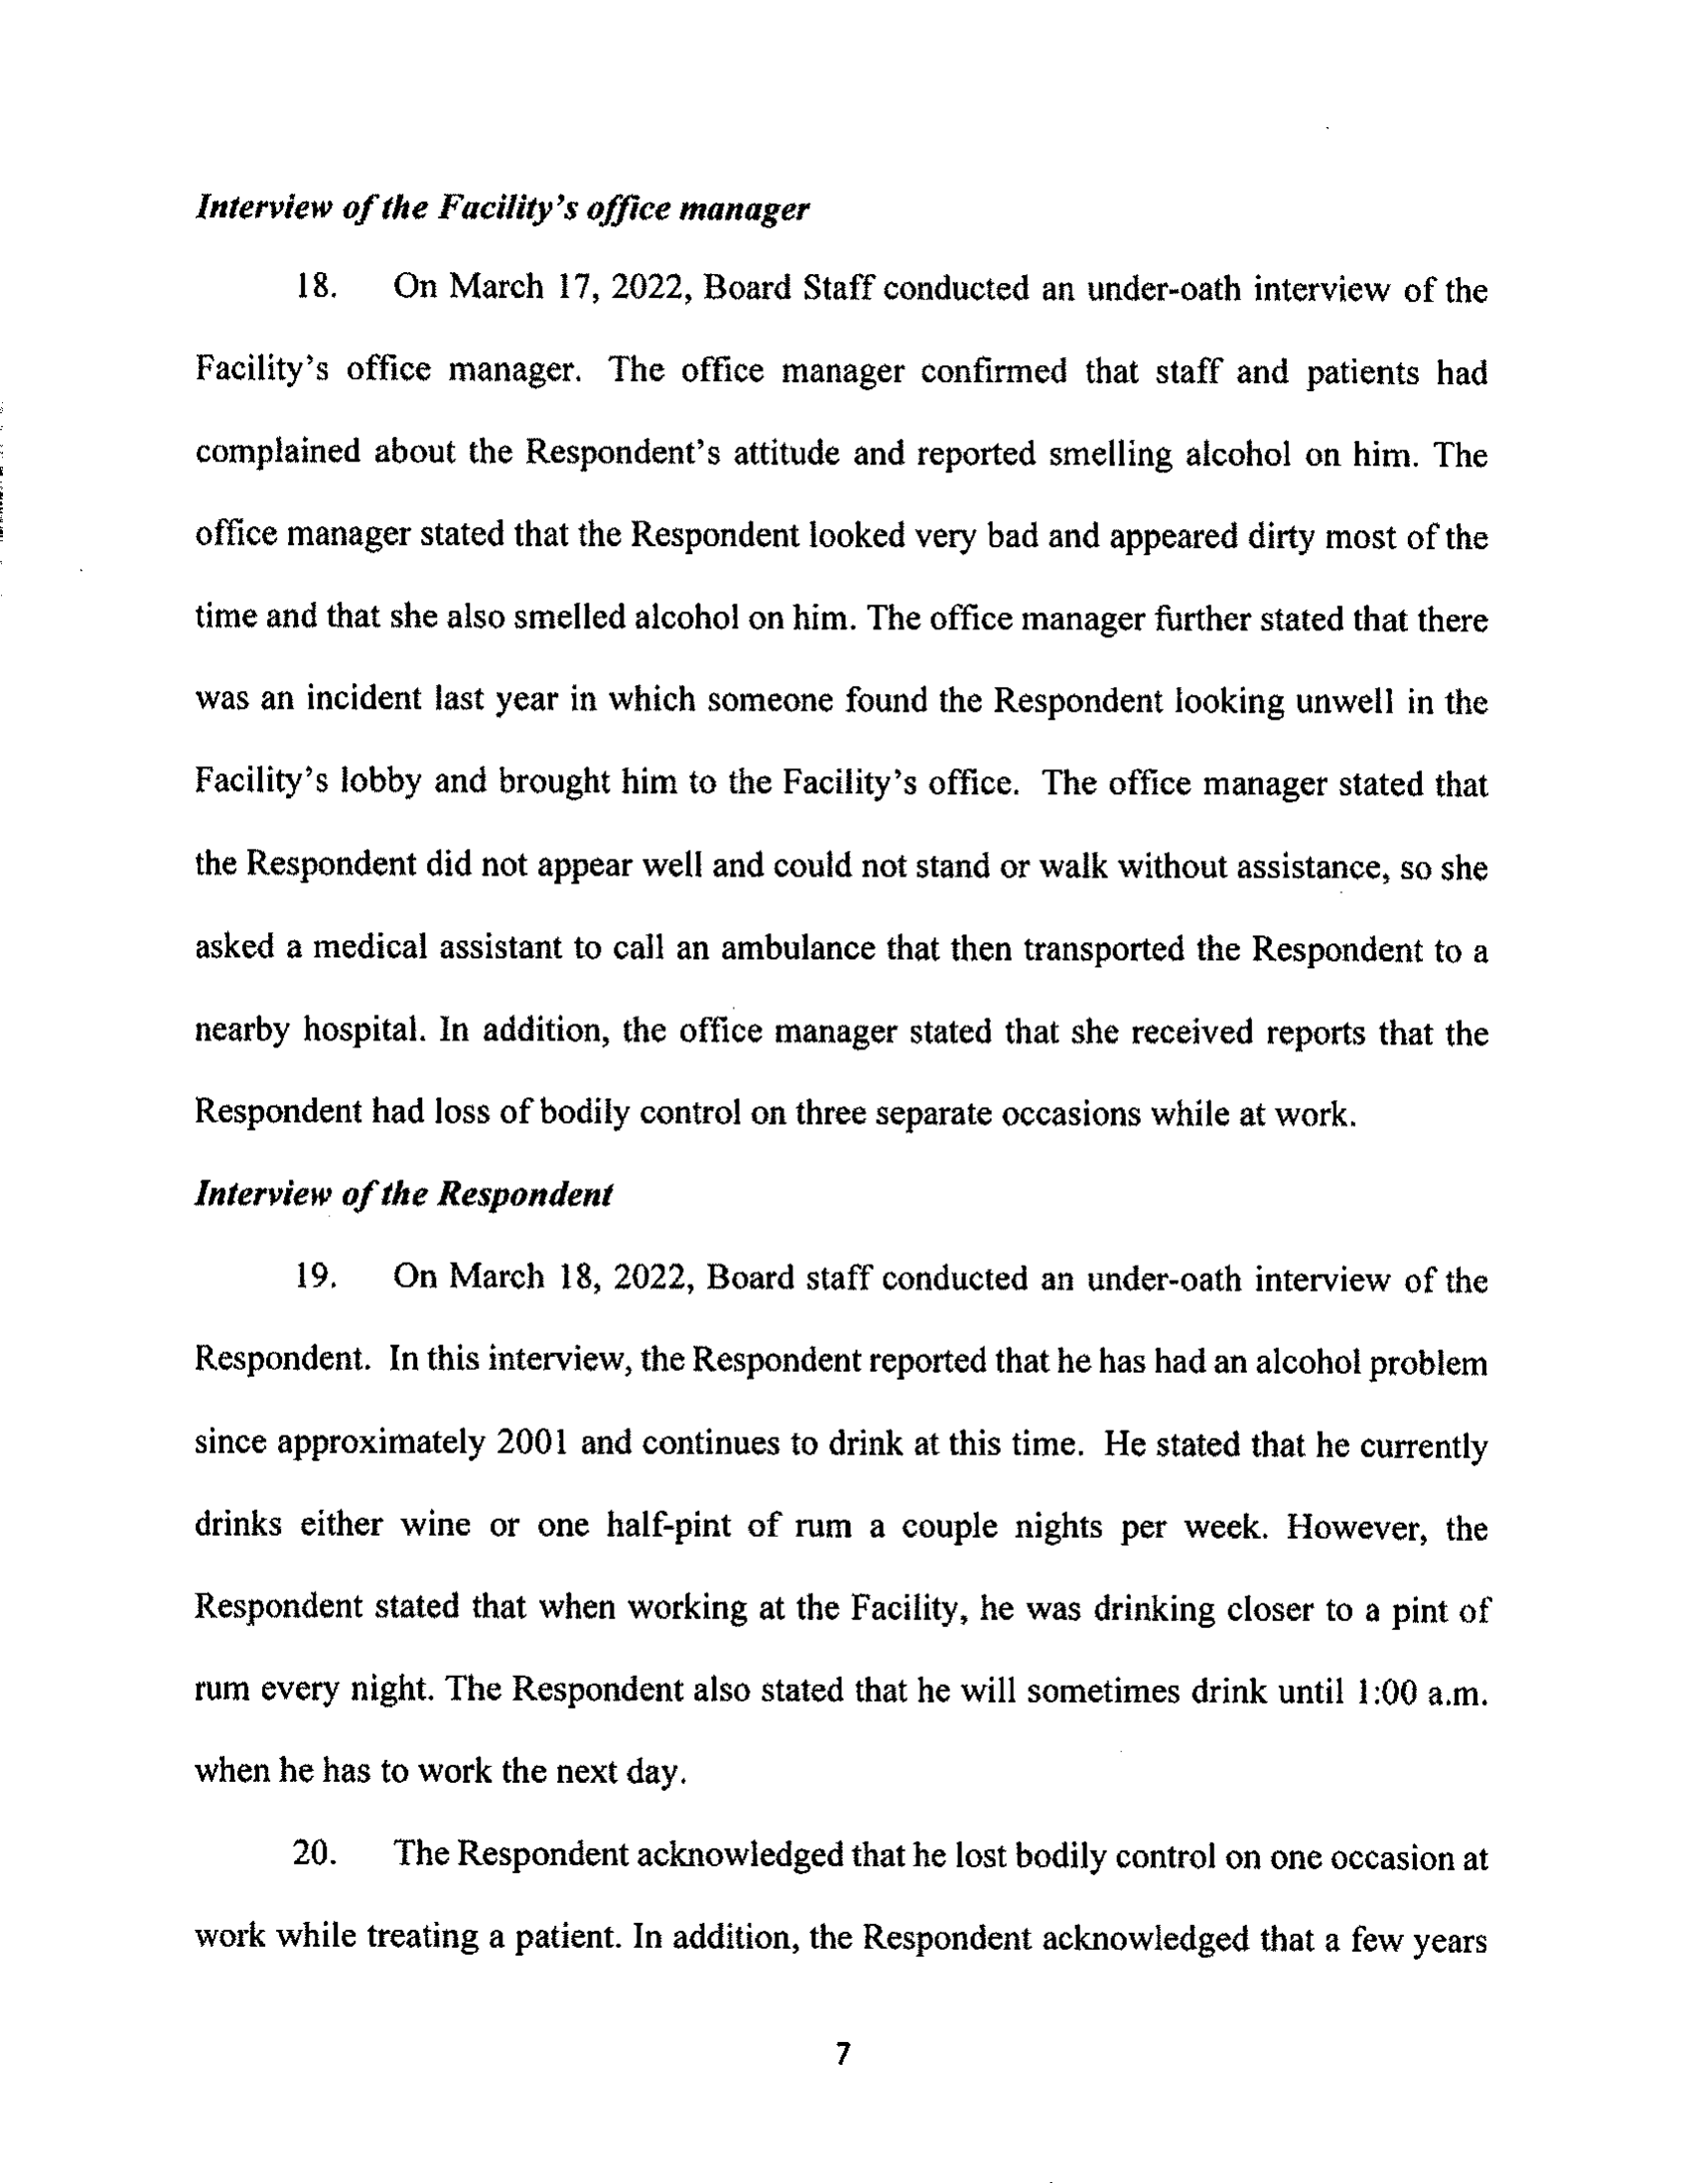 Interview of the Facility's office manager
18. On March 17, 2022, Board Staff conducted an under-oath interview of the
Facility's office manager. The office manager confirmed that staff and patients had
complained about the Respondent's attitude and reported smelling alcohol on him. The
office manager stated that the Respondent looked very bad and appeared dirty most of the
time and that she also smelled alcohol on him. The office manager further stated that there
was an incident last year in which someone found the Respondent looking unwell in the
Facility's lobby and brought him to the Facility's office. The office manager stated that
the Respondent did not appear well and could not stand or walk without assistance, so she
asked a medical assistant to call an ambulance that then transported the Respondent to a
nearby hospital. In addition, the office manager stated that she received reports that the
Respondent had loss of bodily control on three separate occasions while at work.
Interview of the Respondent
19. On March 18, 2022, Board staff conducted an under-oath interview of the
Respondent. In this interview, the Respondent reported that he has had an alcohol problem
since approximately 2001 and continues to drink at this time. He stated that he currently
drinks either wine or one half-pint of rum a couple nights per week. However, the
Respondent stated that when working at the Facility, he was drinking closer to a pint of
rum every night. The Respondent also stated that he will sometimes drink until 1:00 a.m.
when he has to work the next day.
20. The Respondent acknowledged that he lost bodily control on one occasion at
work while treating a patient. In addition, the Respondent acknowledged that a few years
7